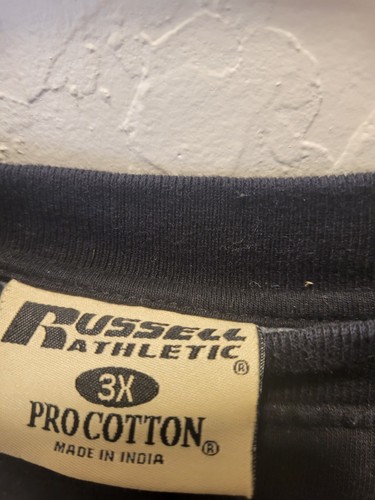 RUSSELL
ATHLETIC ®
3X
PRO COTTON ®
MADE IN INDIA